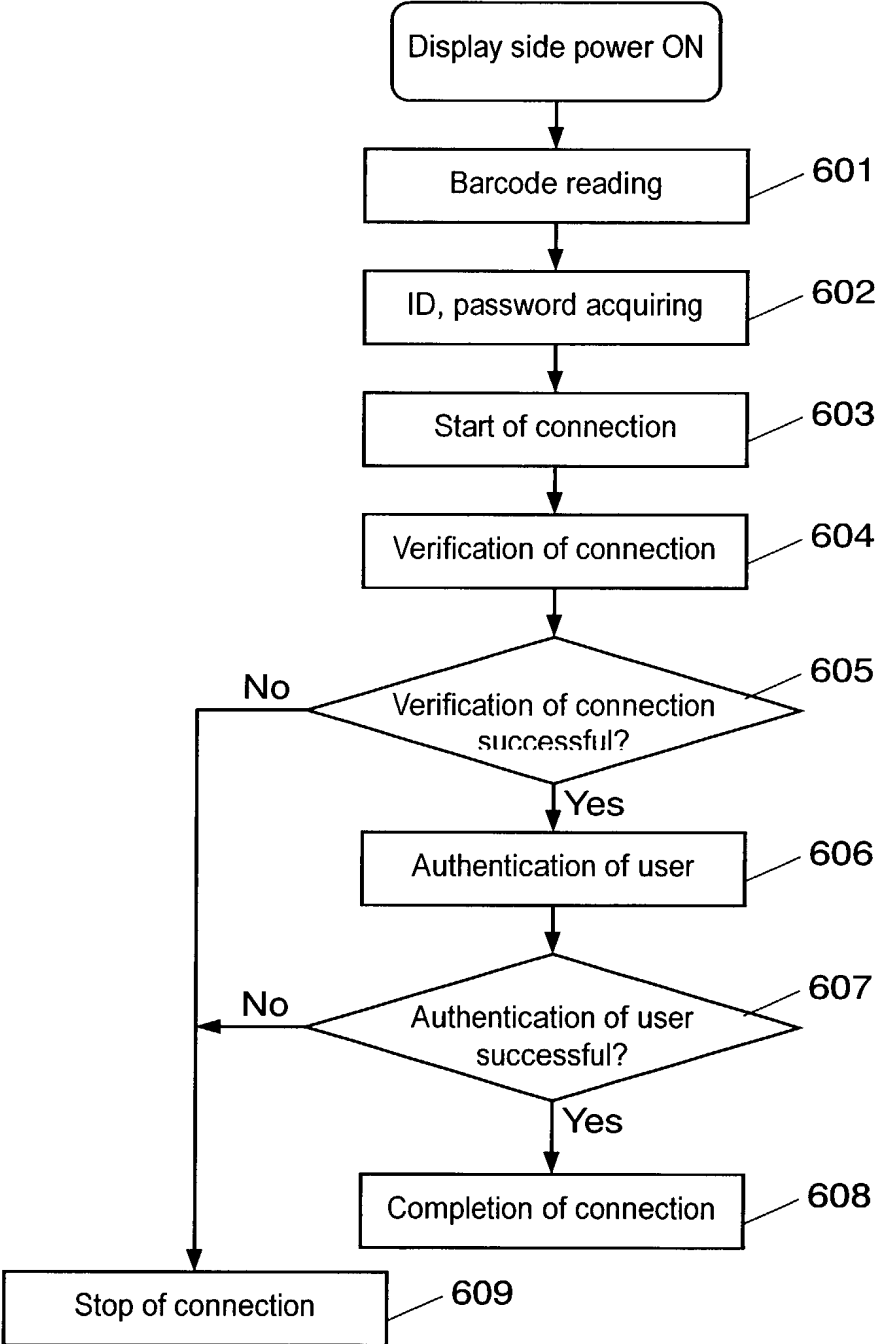 Display side power ON
Barcode reading
601
ID, password acquiring
602
Start of connection
603
Verification of connection
604
605
No
Verification of connection
successful?
Yes
Authentication of user
606
607
No
Authentication of user
successful?
Yes
Completion of connection
608
Stop of connection
609